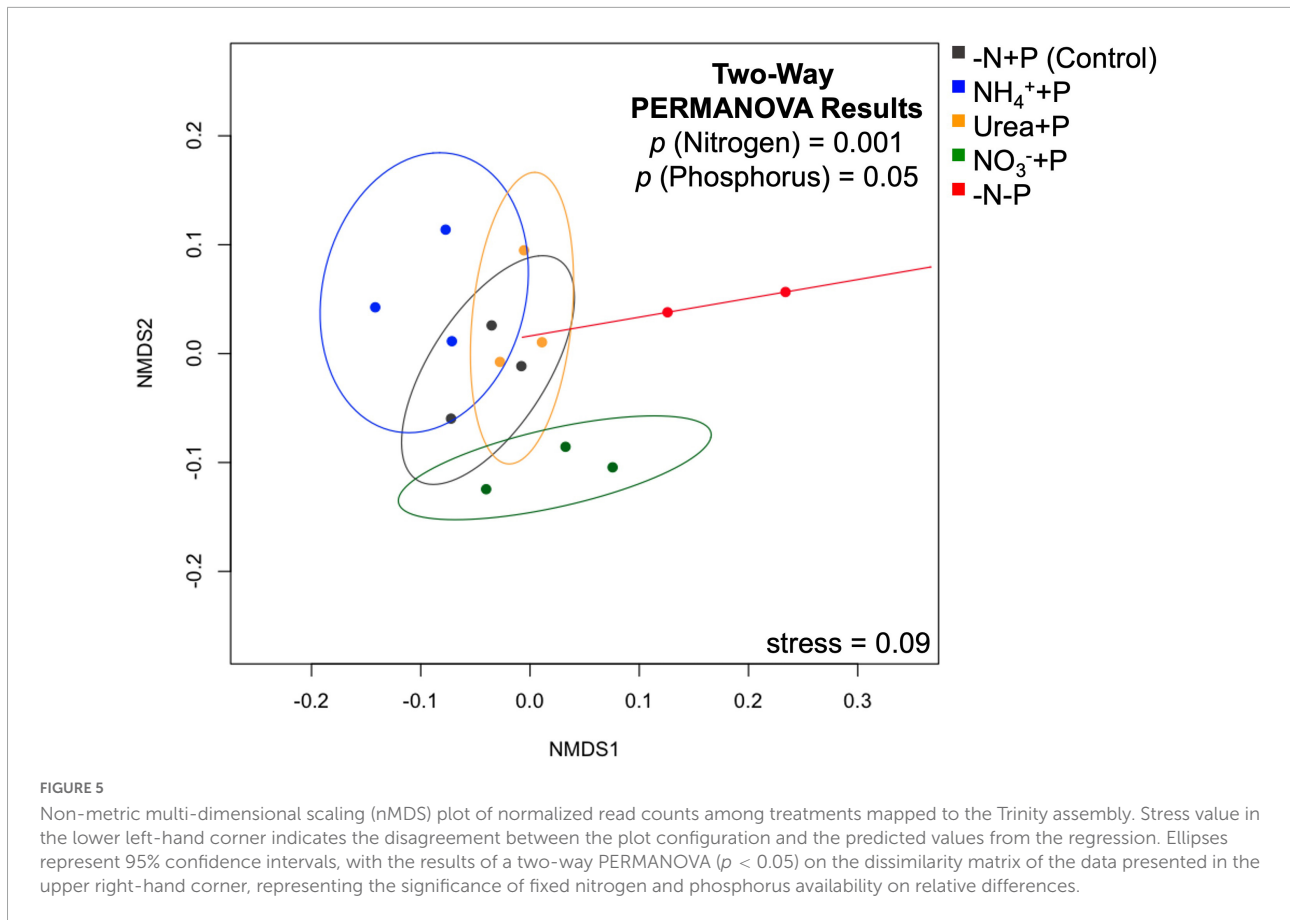 Two-Way
PERMANOVA Results
p (Nitrogen) = 0.001
p (Phosphorus) = 0.05
-N+P (Control)
NH₄⁺+P
Urea+P
NO₃⁻+P
-N-P
NMDS2
0.2
0.1
0.0
-0.1
-0.2
stress = 0.09
-0.2 -0.1 0.0 0.1 0.2 0.3
NMDS1
FIGURE 5
Non-metric multi-dimensional scaling (nMDS) plot of normalized read counts among treatments mapped to the Trinity assembly. Stress value in
the lower left-hand corner indicates the disagreement between the plot configuration and the predicted values from the regression. Ellipses
represent 95% confidence intervals, with the results of a two-way PERMANOVA (p < 0.05) on the dissimilarity matrix of the data presented in the
upper right-hand corner, representing the significance of fixed nitrogen and phosphorus availability on relative differences.